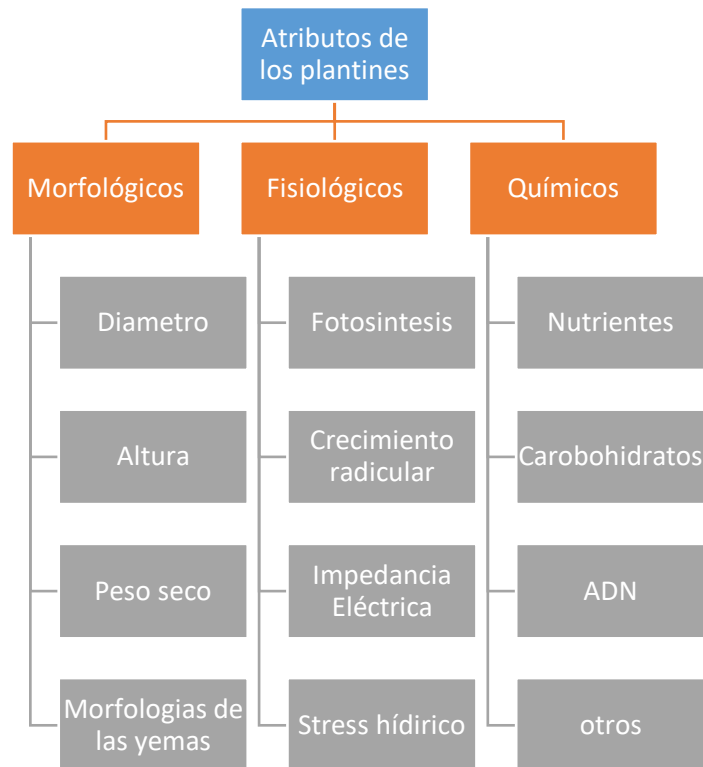 Atributos de
los plantines
Morfológicos
Fisiológicos
Químicos
Diametro
Fotosintesis
Nutrientes
Altura
Crecimiento
radicular
Carobohidratos
Peso seco
Impedancia
Eléctrica
ADN
Morfologias de
las yemas
Stress hídirico
otros